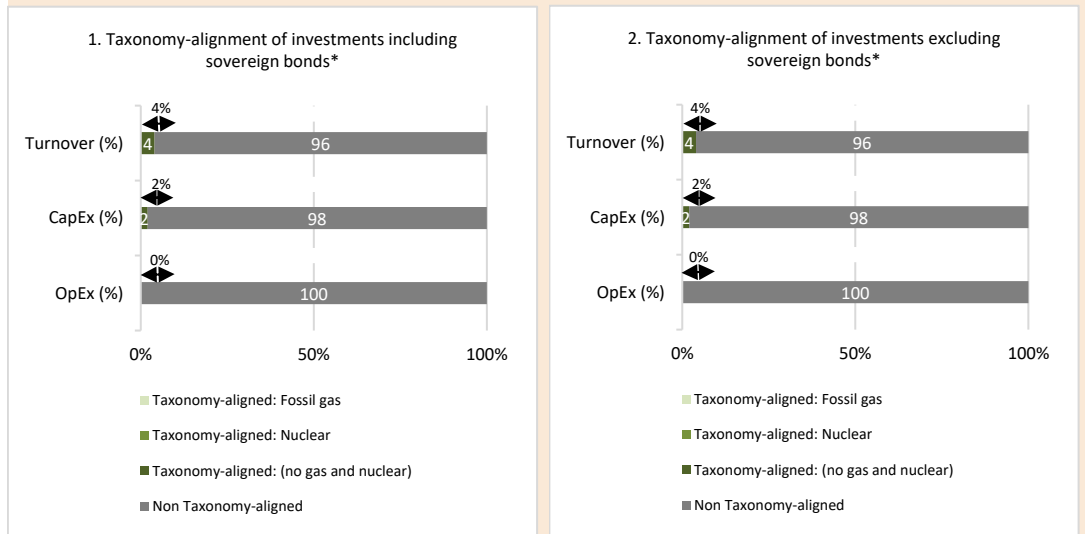 1. Taxonomy-alignment of investments including
sovereign bonds*
4%
Turnover (%)
4
96
2%
CapEx (%)
2
98
0%
OpEx (%)
100
0%
50%
100%
Taxonomy-aligned: Fossil gas
Taxonomy-aligned: Nuclear
Taxonomy-aligned: (no gas and nuclear)
Non Taxonomy-aligned
2. Taxonomy-alignment of investments excluding
sovereign bonds*
4%
Turnover (%)
4
96
2%
CapEx (%)
2
98
0%
OpEx (%)
100
0%
50%
100%
Taxonomy-aligned: Fossil gas
Taxonomy-aligned: Nuclear
Taxonomy-aligned: (no gas and nuclear)
Non Taxonomy-aligned